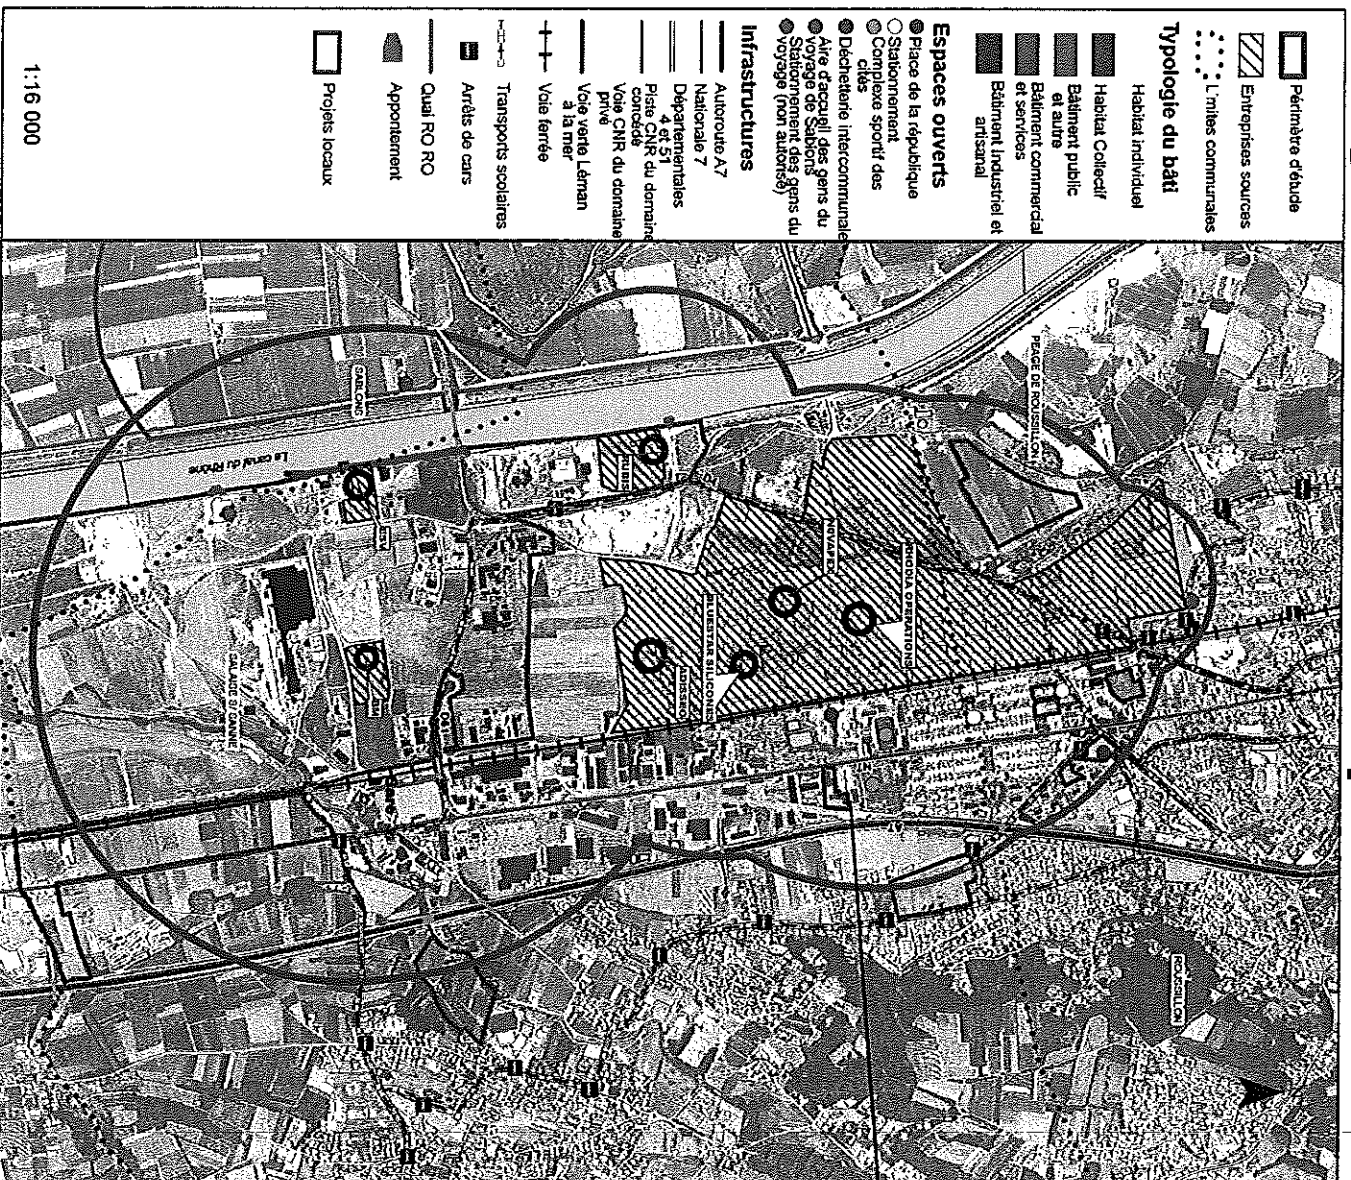 Périmètre d'étude
Entreprises sources
Limites communales
Typologie du bâti
Habitat individuel
Habitat Collectif
Bâtiment public
et autre
Bâtiment commercial
et services
Bâtiment Industriel et
artisanal
Espaces ouverts
Place de la république
Stationnement
Complexe sportif des
cités
Déchetterie intercommunale
Aire d'accueil des gens du
voyage de Sablons
Stationnement des gens du
voyage (non autorisé)
Infrastructures
Autoroute A7
Nationale 7
Départementales
4 et 51
Piste CNR du domaine
concédé
Voie CNR du domaine
privé
Voie verte Léman
à la mer
Voie ferrée
Transports scolaires
Arrêts de cars
Quai RO RO
Appontement
Projets locaux
1:16 000
PEAGE DE ROUSSILLON
ROUSSILLON
RHODIA OPERATIONS
NOVAPEX
BLUESTAR SILICONES
ADISSEO
RUBIS
SABLONS
Le canal du Rhône
SALAISE S/ SANNE